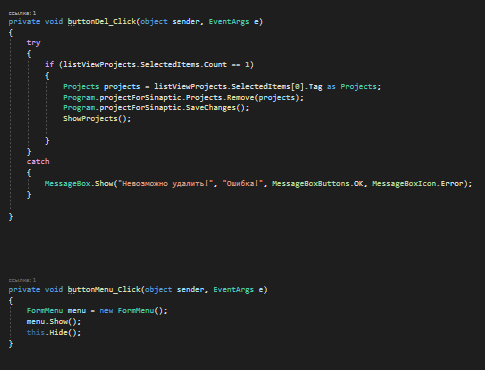 ссылка: 1
private void buttonDel_Click(object sender, EventArgs e)
{
try
{
if (listViewProjects.SelectedItems.Count == 1)
{
Projects projects = listViewProjects.SelectedItems[0].Tag as Projects;
Program.projectForSinaptic.Projects.Remove(projects);
Program.projectForSinaptic.SaveChanges();
ShowProjects();
}
}
catch
{
MessageBox.Show("Невозможно удалить!", "Ошибка!", MessageBoxButtons.OK, MessageBoxIcon.Error);
}
}
ссылка: 1
private void buttonMenu_Click(object sender, EventArgs e)
{
FormMenu menu = new FormMenu();
menu.Show();
this.Hide();
}